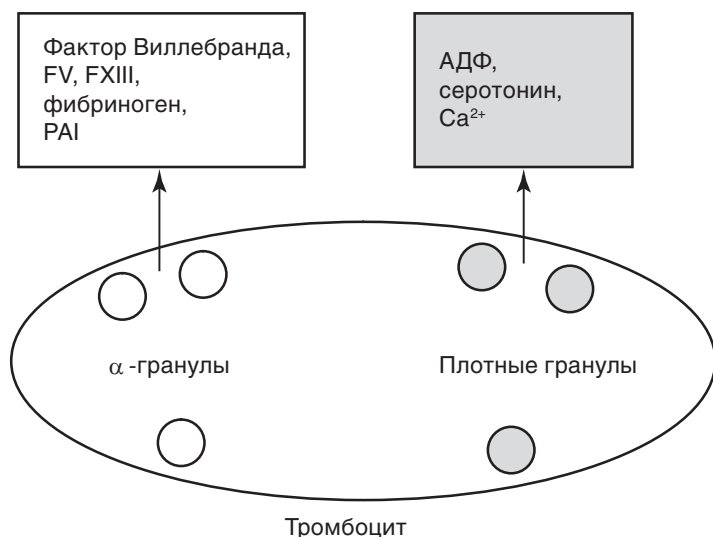 Фактор Виллебранда,
FV, FXIII,
фибриноген,
PAI
АДФ,
серотонин,
Ca²⁺
α -гранулы
Плотные гранулы
Тромбоцит